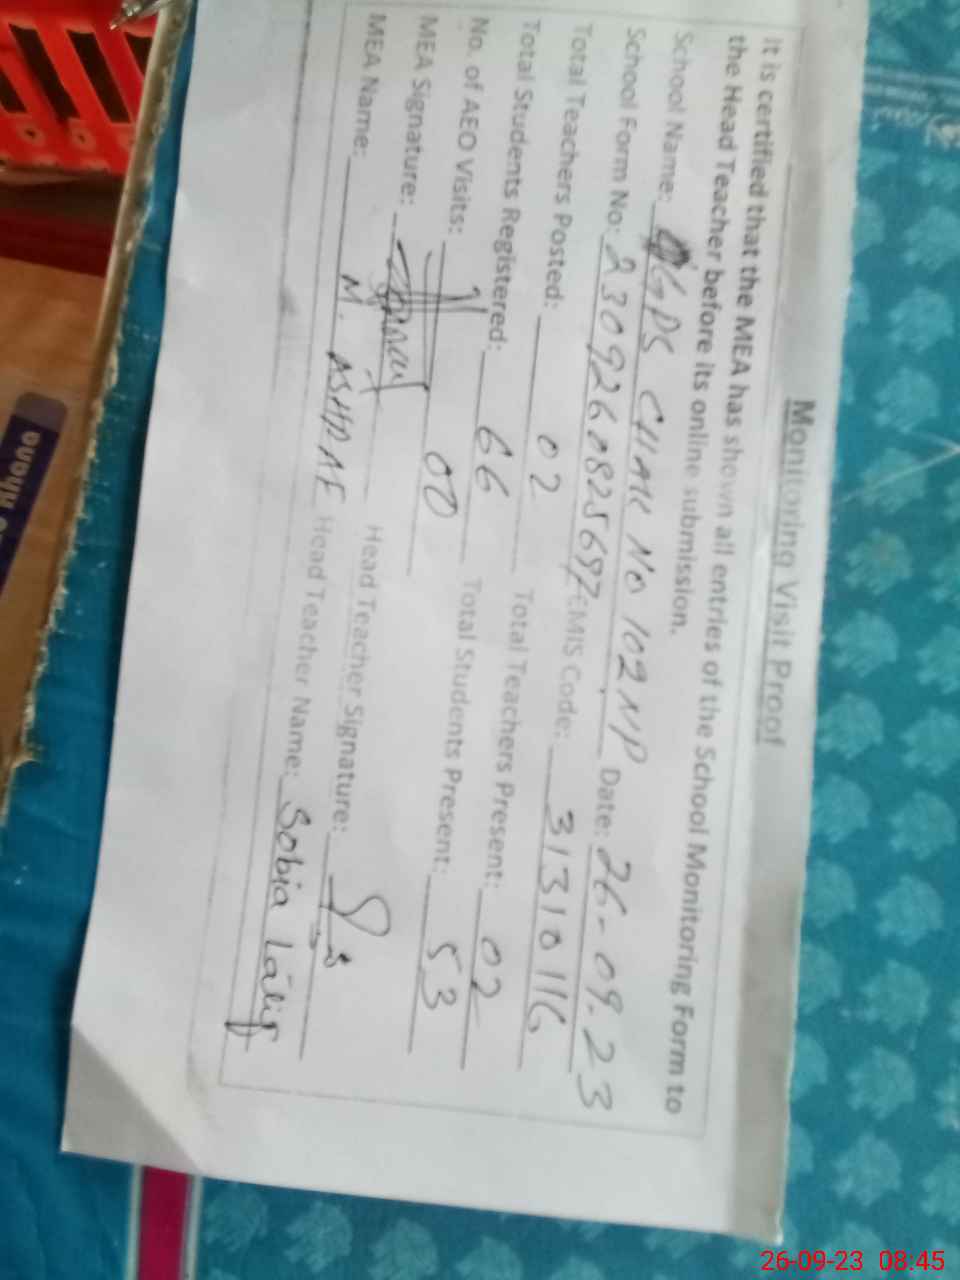 Monitoring Visit Proof
It is certified that the MEA has shown all entries of the School Monitoring Form to
the Head Teacher before its online submission.
School Name: GPS CHAK NO 102 NP Date: 26-09-23
School Form No: EMIS Code: 31310116
Total Teachers Posted: 02 Total Teachers Present: 02
Total Students Registered: 66 Total Students Present: 53
No. of AEO Visits: 00
MEA Signature: Head Teacher Signature:
MEA Name: M. ASHRAF Head Teacher Name: Sobia Latif
26-09-23 08:45